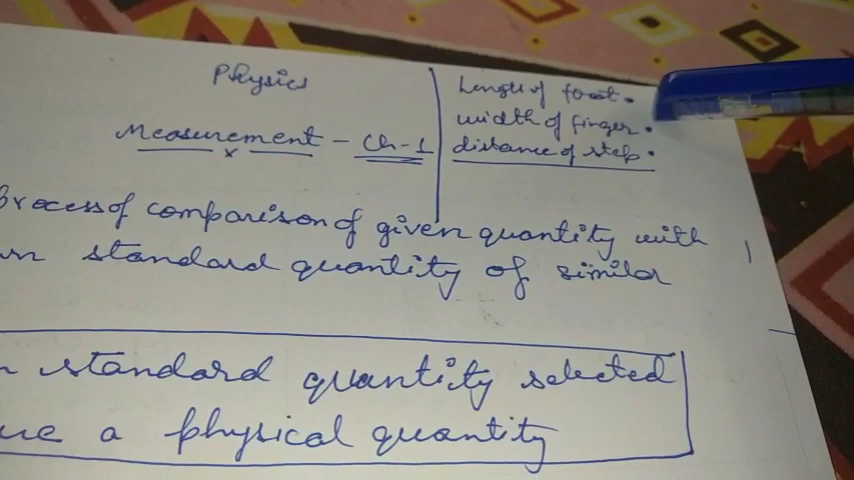 Physics
Measurement - Ch-1
Length of foot.
width of finger.
distance of step.
Process of comparison of given quantity with
standard quantity of similar
standard quantity selected
a physical quantity